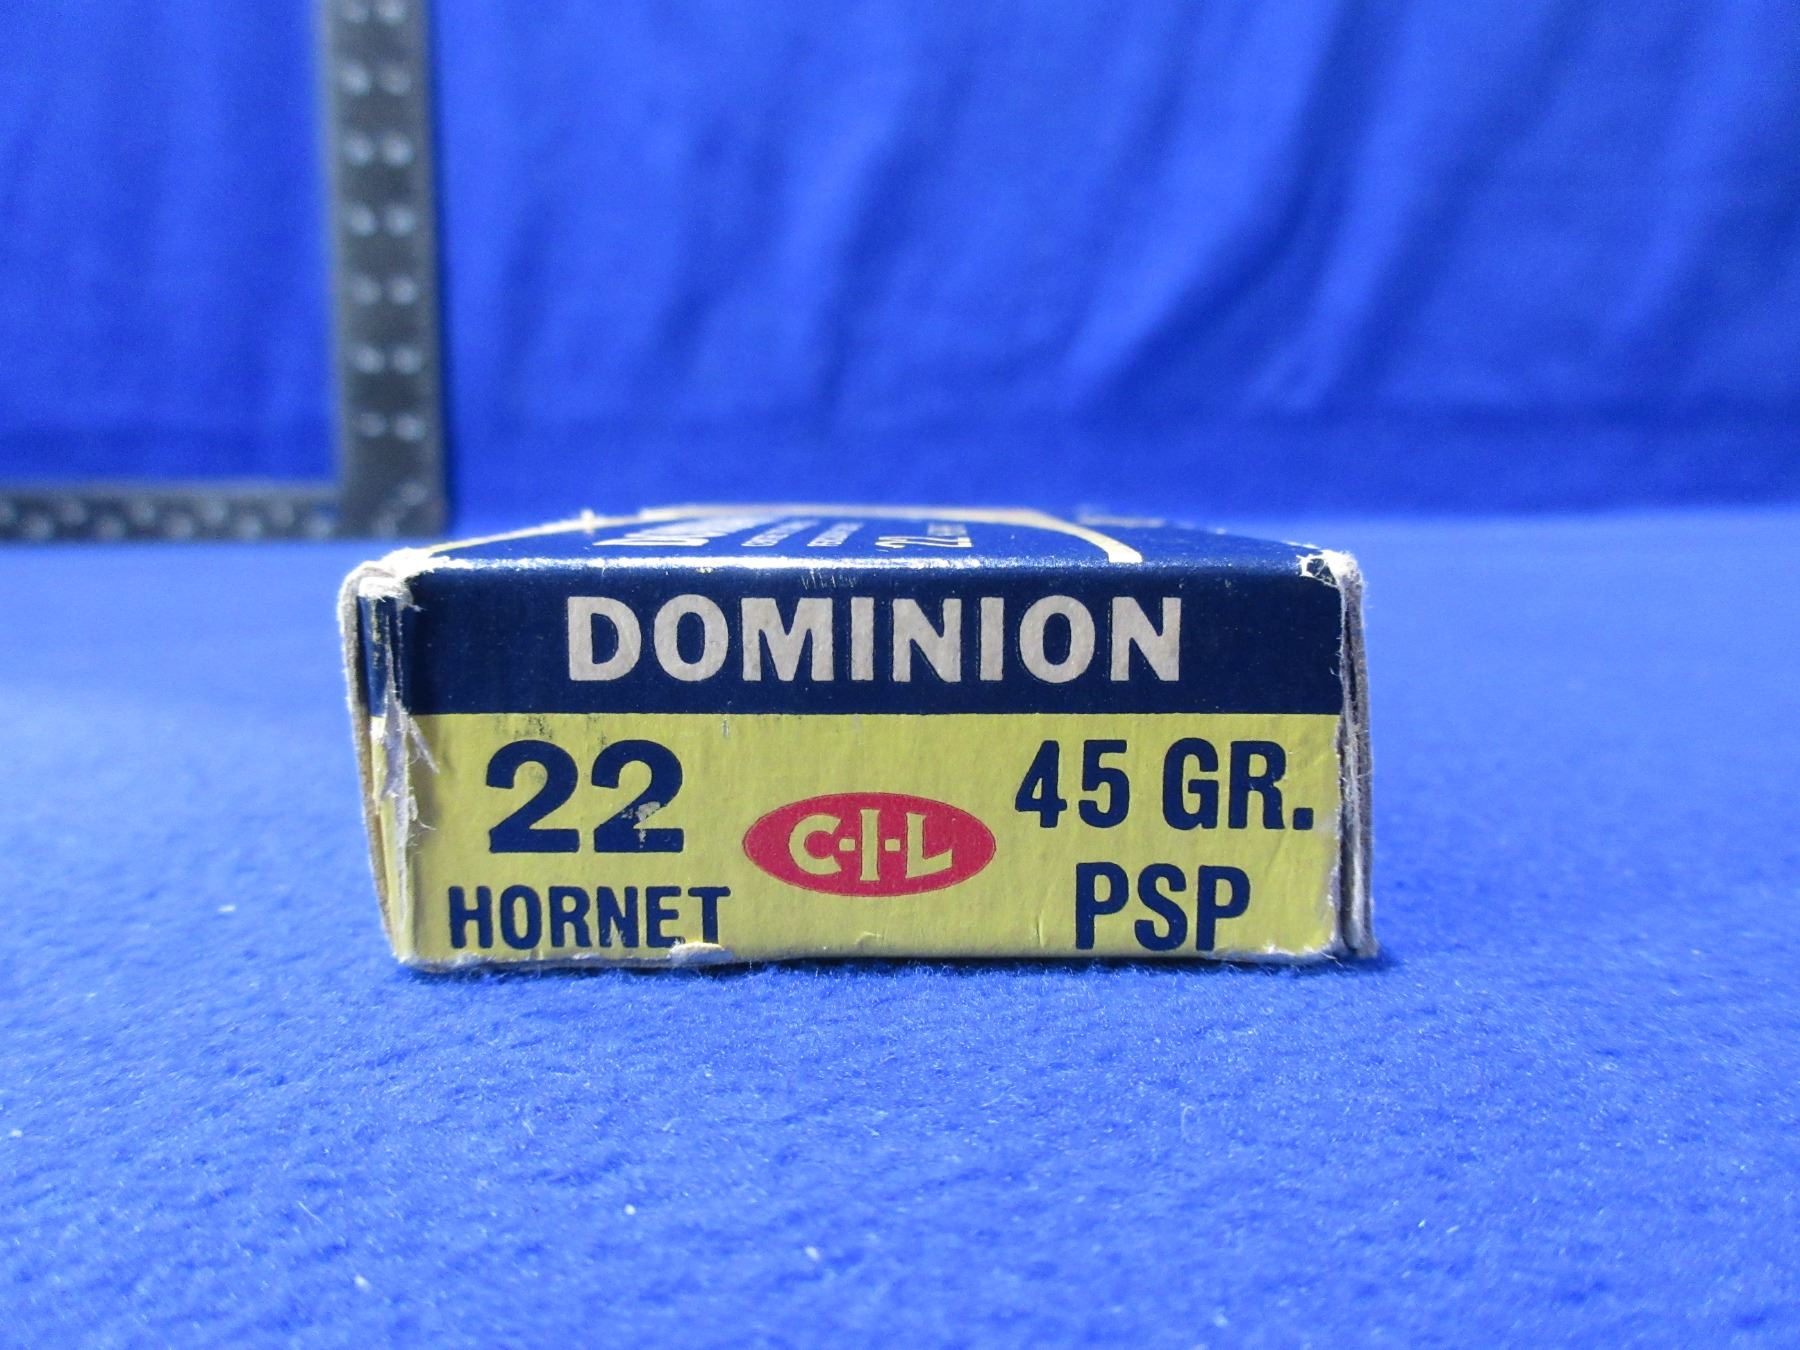 DOMINION
22
HORNET
C-I-L
45 GR.
PSP